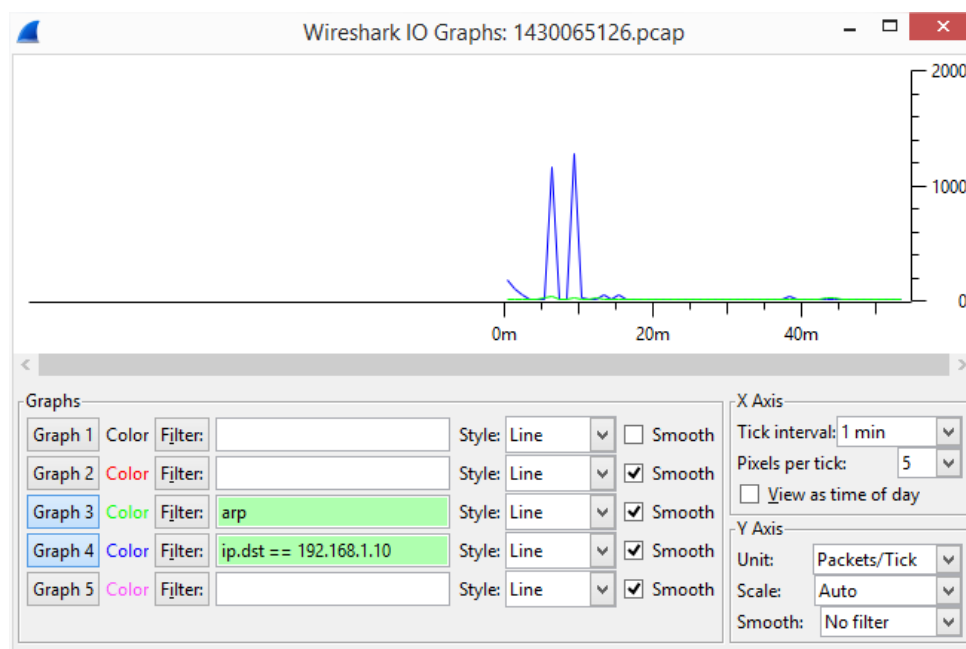 Wireshark IO Graphs: 1430065126.pcap
2000
1000
0
0m 20m 40m
Graphs
Graph 1 Color Filter: Style: Line Smooth
Graph 2 Color Filter: Style: Line Smooth
Graph 3 Color Filter: arp Style: Line Smooth
Graph 4 Color Filter: ip.dst == 192.168.1.10 Style: Line Smooth
Graph 5 Color Filter: Style: Line Smooth
X Axis
Tick interval: 1 min
Pixels per tick: 5
View as time of day
Y Axis
Unit: Packets/Tick
Scale: Auto
Smooth: No filter